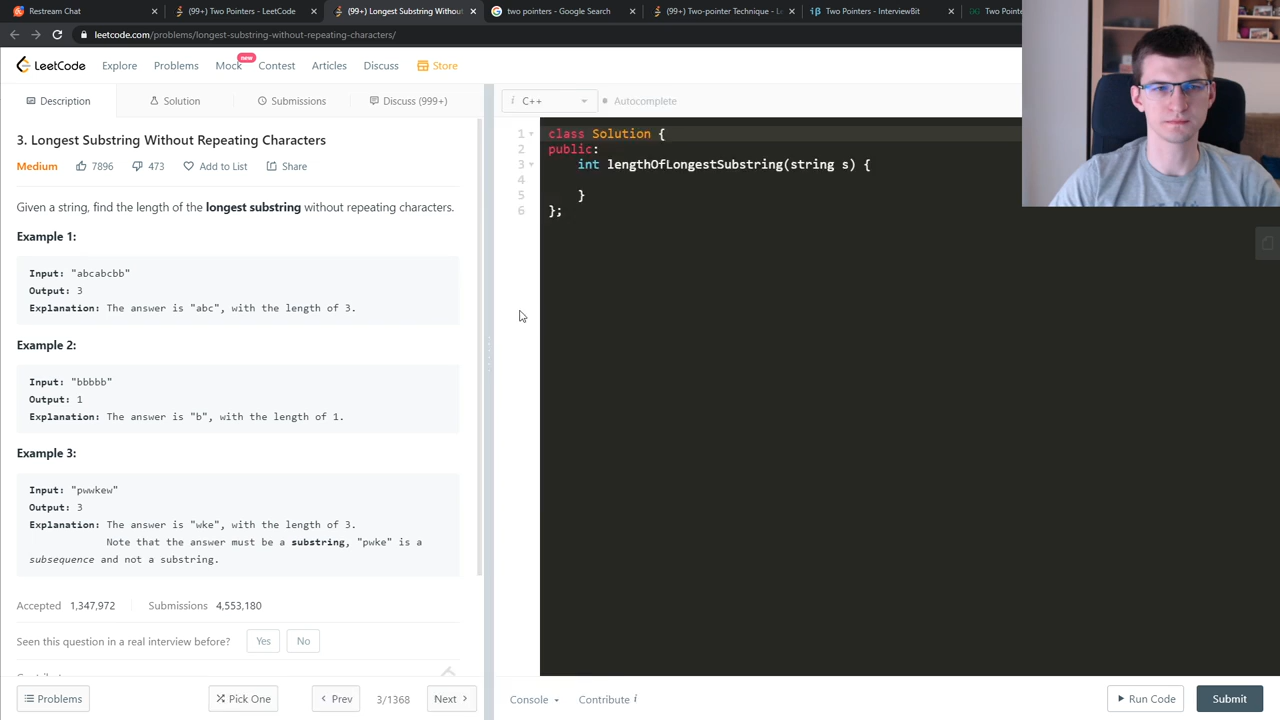 Restream Chat
(99+) Two Pointers - LeetCode
(99+) Longest Substring Withou
two pointers - Google Search
(99+) Two-pointer Technique - L
Two Pointers - InterviewBit
Two Pointe
leetcode.com/problems/longest-substring-without-repeating-characters/
LeetCode
Explore
Problems
Mock
new
Contest
Articles
Discuss
Store
Description
Solution
Submissions
Discuss (999+)
i C++
Autocomplete
3. Longest Substring Without Repeating Characters
Medium
7896
473
Add to List
Share
Given a string, find the length of the longest substring without repeating characters.
Example 1:
Input: "abcabcbb"
Output: 3
Explanation: The answer is "abc", with the length of 3.
Example 2:
Input: "bbbbb"
Output: 1
Explanation: The answer is "b", with the length of 1.
Example 3:
Input: "pwwkew"
Output: 3
Explanation: The answer is "wke", with the length of 3.
Note that the answer must be a substring, "pwke" is a
subsequence and not a substring.
Accepted 1,347,972
Submissions 4,553,180
Seen this question in a real interview before?
Yes
No
1 class Solution {
2 public:
3     int lengthOfLongestSubstring(string s) {
4
5     }
6 };
Problems
Pick One
Prev
3/1368
Next
Console
Contribute i
Run Code
Submit